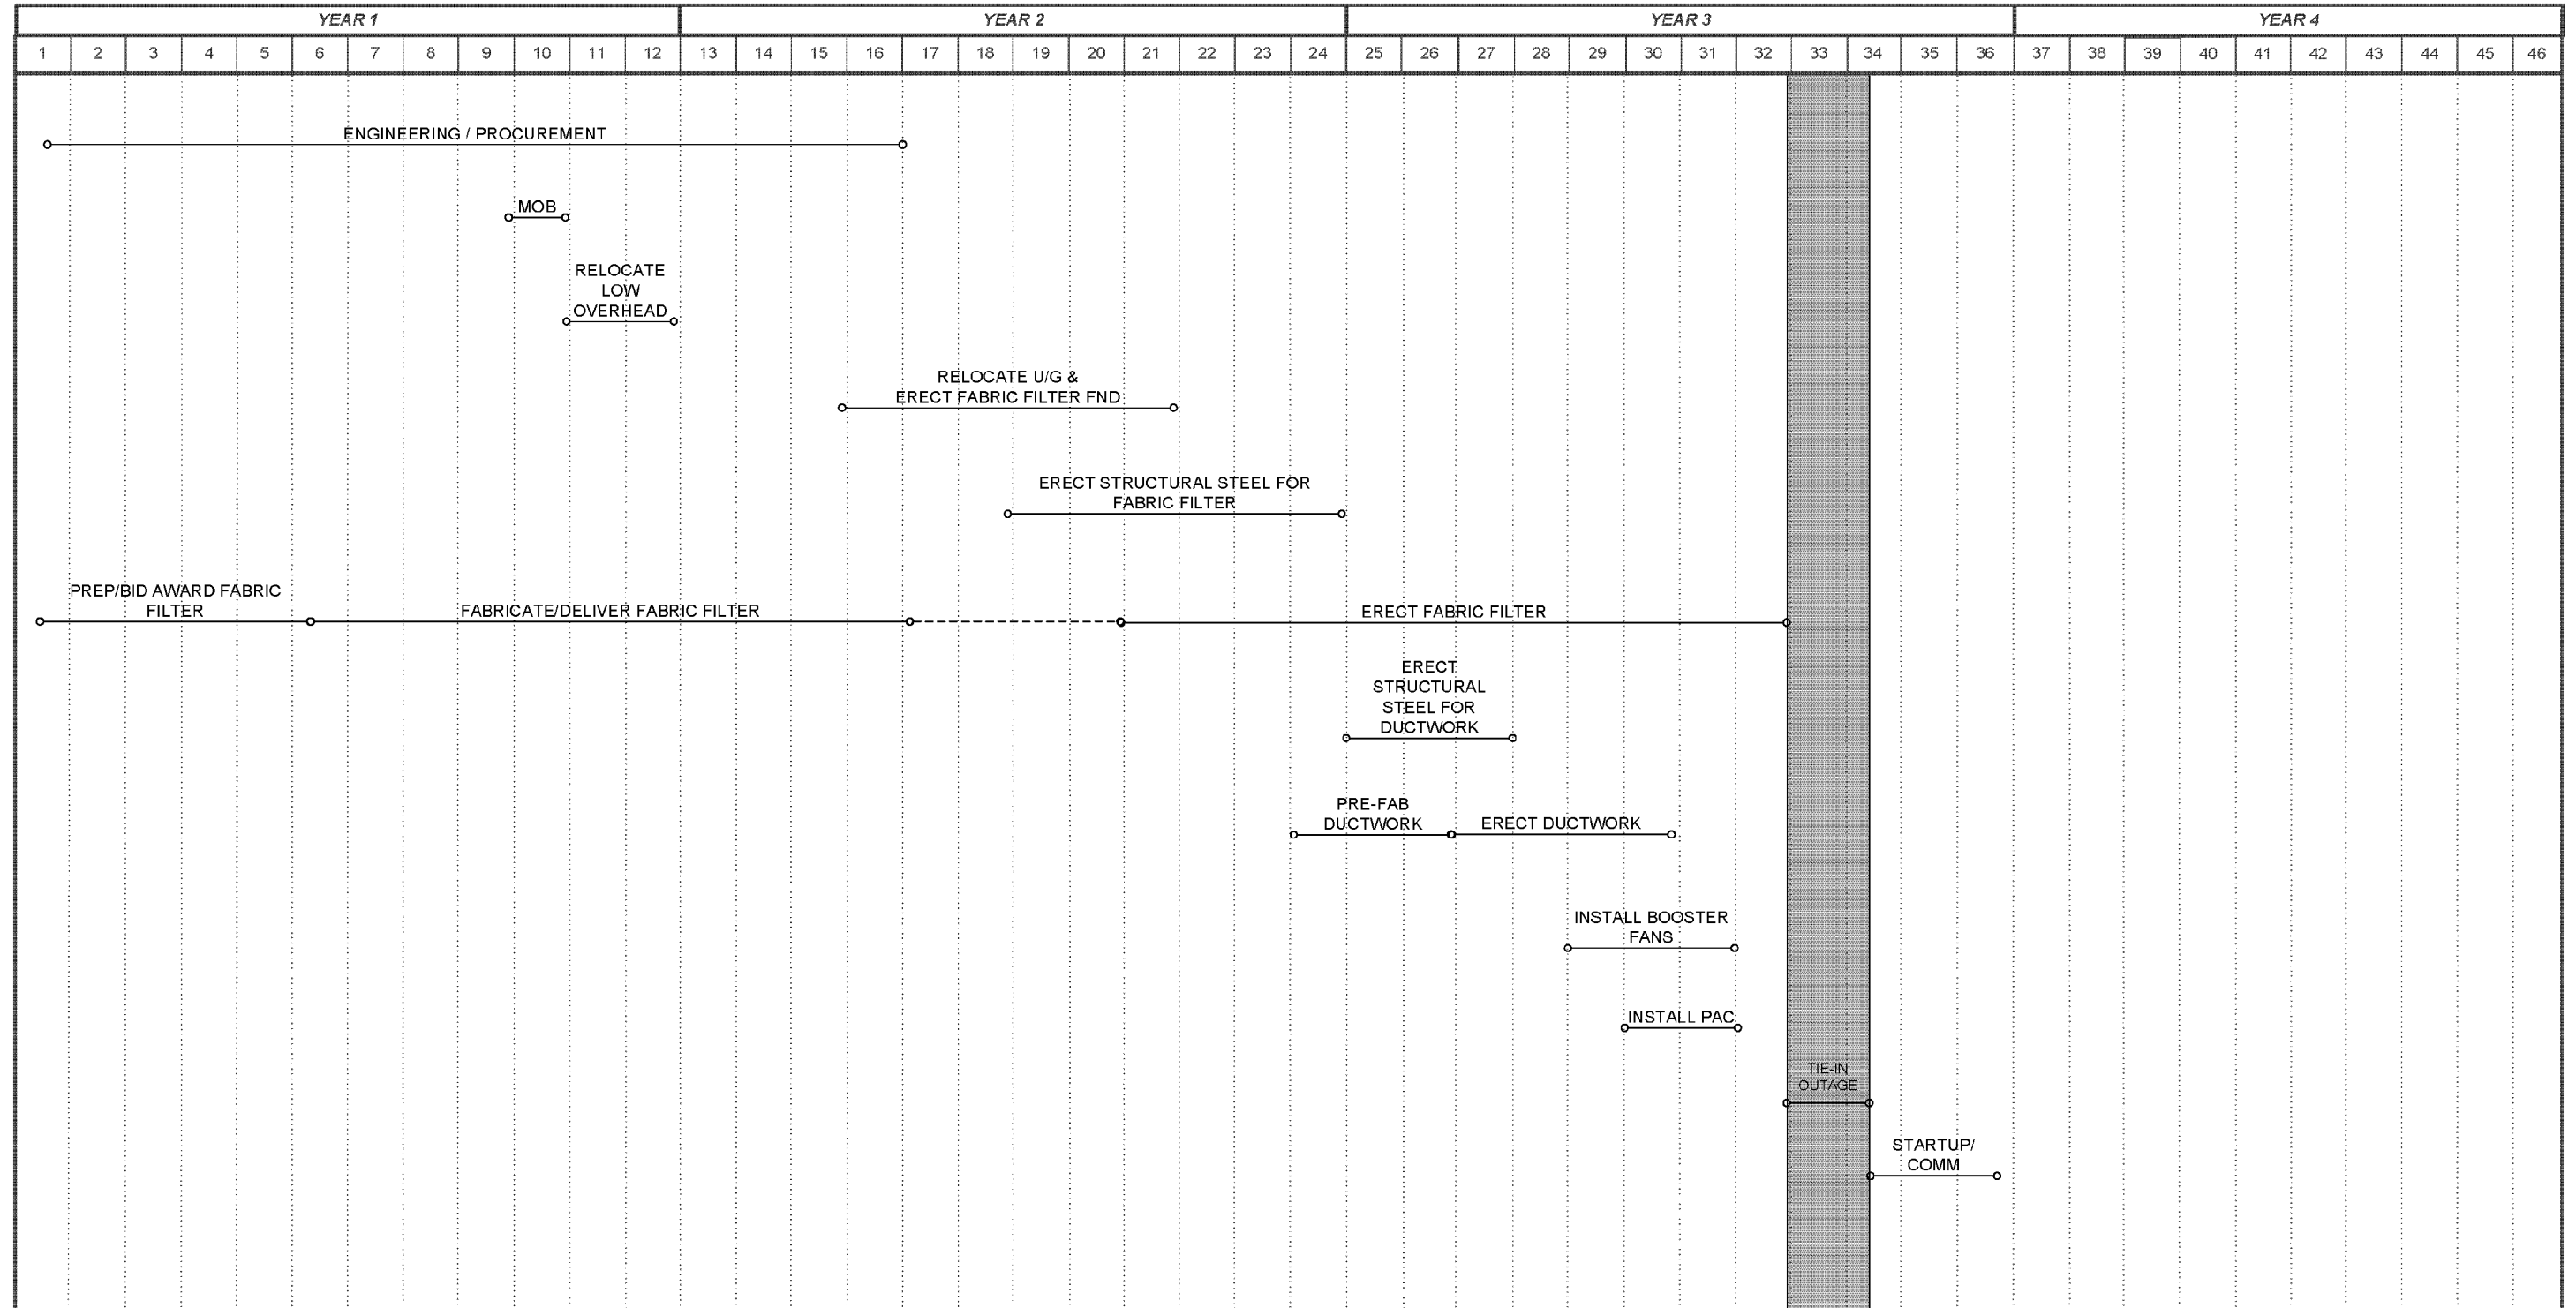 YEAR 1 YEAR 2 YEAR 3 YEAR 4
1 2 3 4 5 6 7 8 9 10 11 12 13 14 15 16 17 18 19 20 21 22 23 24 25 26 27 28 29 30 31 32 33 34 35 36 37 38 39 40 41 42 43 44 45 46
ENGINEERING / PROCUREMENT
MOB
RELOCATE
LOW
OVERHEAD
RELOCATE U/G &
ERECT FABRIC FILTER FND
ERECT STRUCTURAL STEEL FOR
FABRIC FILTER
PREP/BID AWARD FABRIC
FILTER
FABRICATE/DELIVER FABRIC FILTER
ERECT FABRIC FILTER
ERECT
STRUCTURAL
STEEL FOR
DUCTWORK
PRE-FAB
DUCTWORK
ERECT DUCTWORK
INSTALL BOOSTER
FANS
INSTALL PAC
TIE-IN
OUTAGE
STARTUP/
COMM